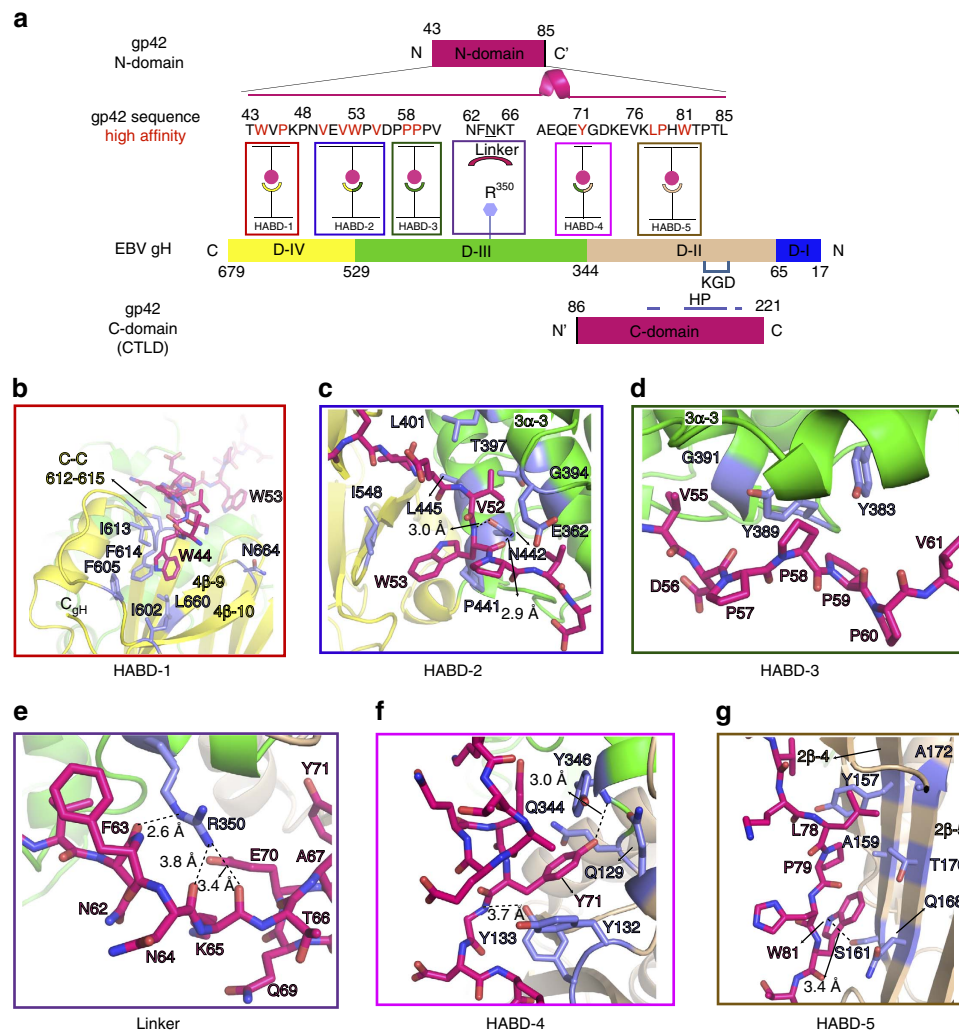 a
43 85
gp42
N-domain
N N-domain C'
gp42 sequence
high affinity
43 48 53 58 62 66 71 76 81 85
TWVPKPNVEVWPVDPPPPV NFNKT AEQEYGDKEVKLPHWTPTL
Linker
R350
HABD-1 HABD-2 HABD-3 HABD-4 HABD-5
EBV gH C D-IV D-III D-II D-I N
679 529 344 65 17
KGD
HP
gp42
C-domain
(CTLD)
86 221
N' C-domain C
b
C-C
612-615
W53
I613
F614
W44
N664
F605
4β-9
CgH
I602
L660
4β-10
HABD-1
c
L401
3α-3
T397
G394
I548
L445
V52
E362
3.0 Å
N442
W53
P441
2.9 Å
HABD-2
d
3α-3
G391
V55
Y383
Y389
V61
D56
P58
P57
P59
P60
HABD-3
e
Y71
F63
R350
2.6 Å
E70
A67
3.8 Å
3.4 Å
N62
T66
N64
K65
Q69
Linker
f
Y346
3.0 Å
Q344
Q129
Y71
3.7 Å
Y133
Y132
HABD-4
g
2β-4
A172
Y157
L78
A159
2β-5
P79
T170
Q168
W81
S161
3.4 Å
HABD-5